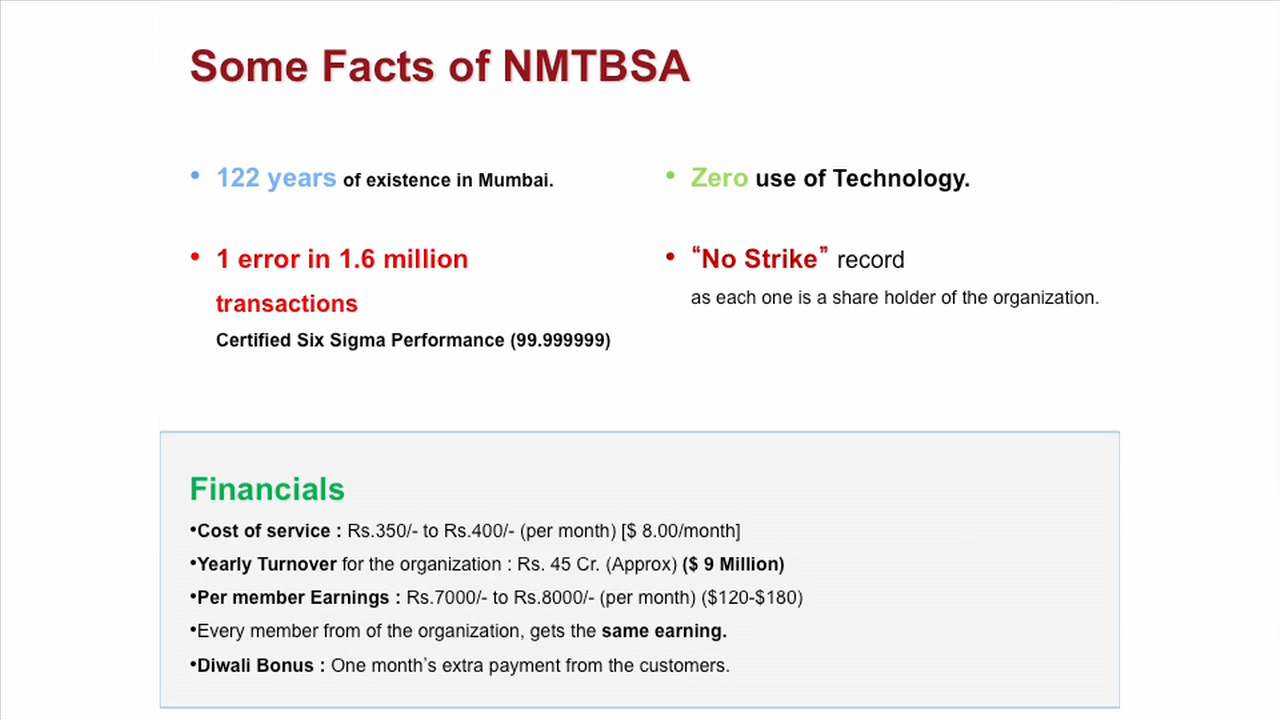 Some Facts of NMTBSA
• 122 years of existence in Mumbai.
• 1 error in 1.6 million
transactions
Certified Six Sigma Performance (99.999999)
• Zero use of Technology.
• “No Strike” record
as each one is a share holder of the organization.
Financials
•Cost of service : Rs.350/- to Rs.400/- (per month) [$ 8.00/month]
•Yearly Turnover for the organization : Rs. 45 Cr. (Approx) ($ 9 Million)
•Per member Earnings : Rs.7000/- to Rs.8000/- (per month) ($120-$180)
•Every member from of the organization, gets the same earning.
•Diwali Bonus : One month’s extra payment from the customers.